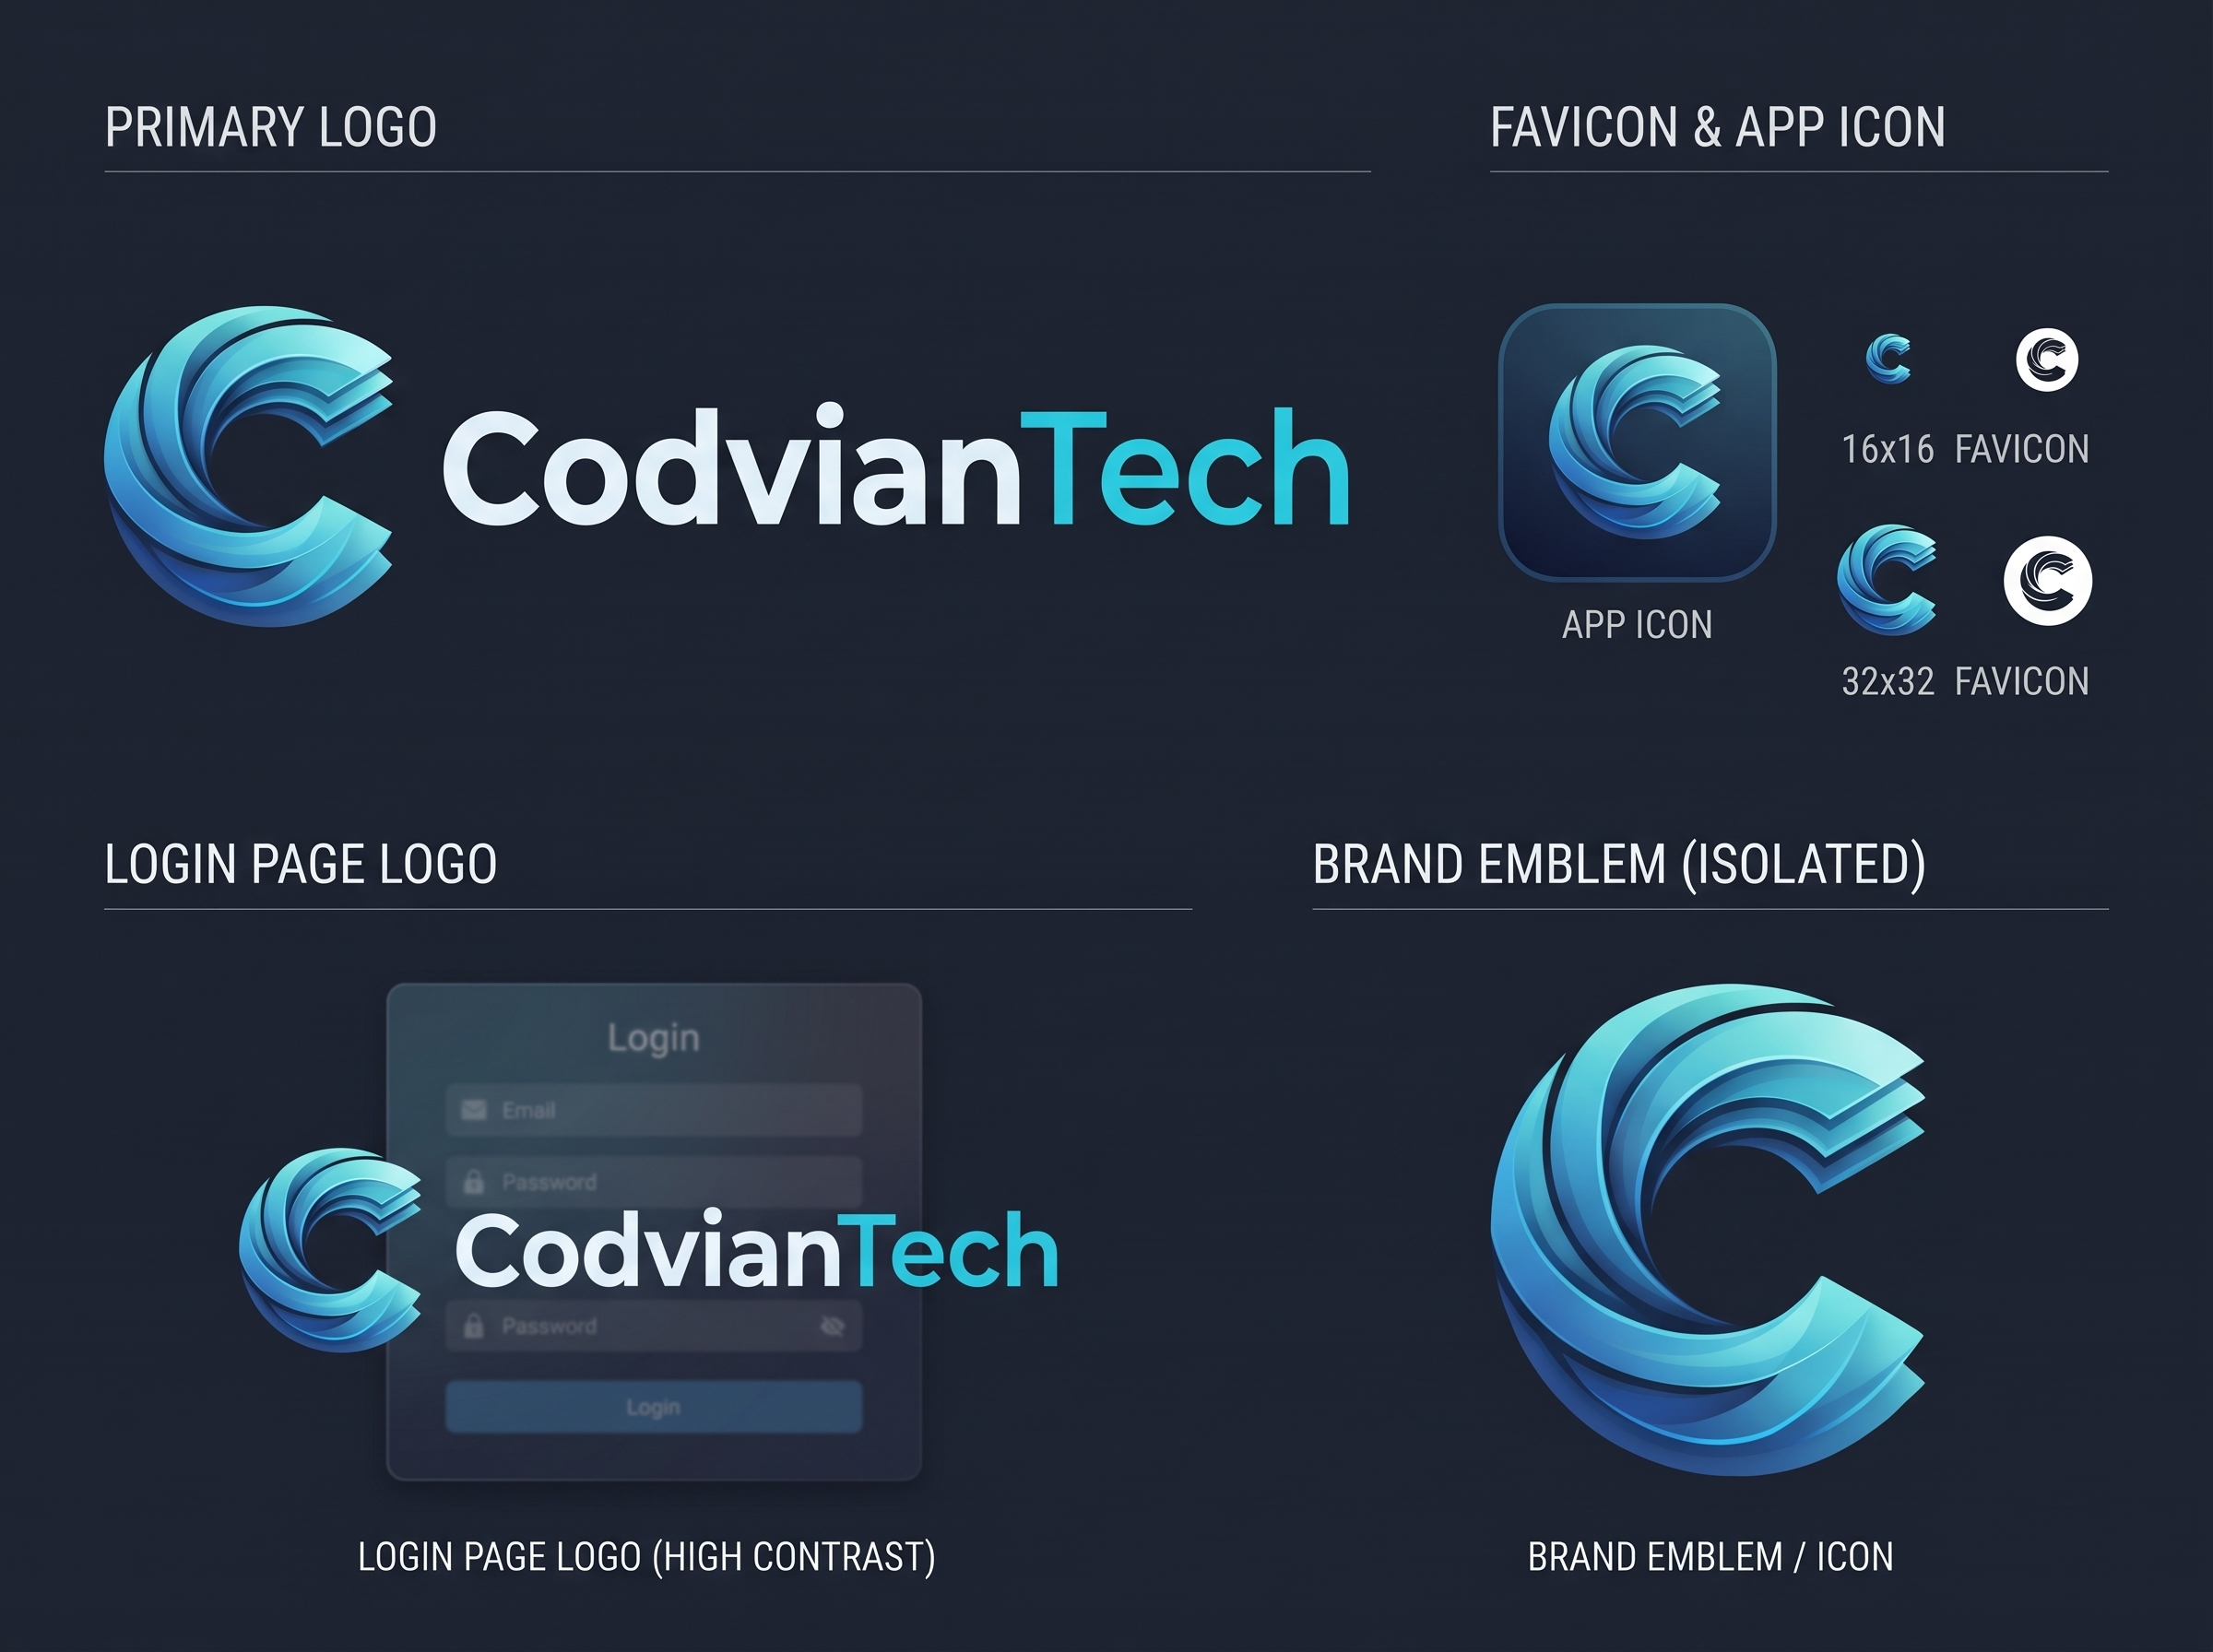 PRIMARY LOGO
CodvianTech
FAVICON & APP ICON
APP ICON
16x16 FAVICON
32x32 FAVICON
LOGIN PAGE LOGO
Login
Email
Password
CodvianTech
Password
Login
LOGIN PAGE LOGO (HIGH CONTRAST)
BRAND EMBLEM (ISOLATED)
BRAND EMBLEM / ICON